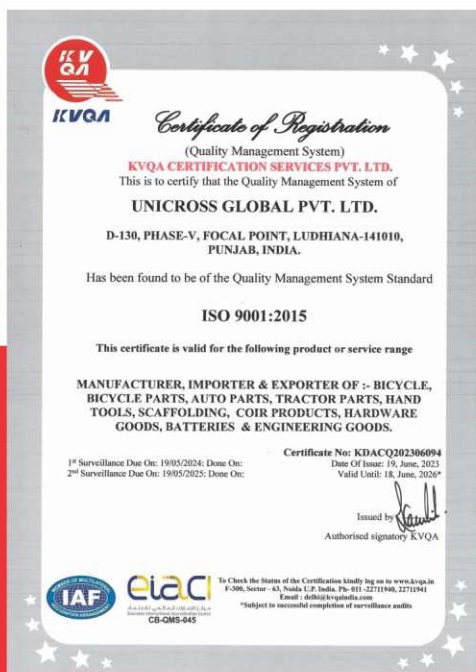 KV
QA
KVQA
Certificate of Registration
(Quality Management System)
KVQA CERTIFICATION SERVICES PVT. LTD.
This is to certify that the Quality Management System of
UNICROSS GLOBAL PVT. LTD.
D-130, PHASE-V, FOCAL POINT, LUDHIANA-141010,
PUNJAB, INDIA.
Has been found to be of the Quality Management System Standard
ISO 9001:2015
This certificate is valid for the following product or service range
MANUFACTURER, IMPORTER & EXPORTER OF :- BICYCLE,
BICYCLE PARTS, AUTO PARTS, TRACTOR PARTS, HAND
TOOLS, SCAFFOLDING, COIR PRODUCTS, HARDWARE
GOODS, BATTERIES & ENGINEERING GOODS.
Certificate No: KDACQ202306094
1st Surveillance Due On: 19/05/2024: Done On:
Date Of Issue: 19, June, 2023
2nd Surveillance Due On: 19/05/2025: Done On:
Valid Until: 18, June, 2026*
Issued by
Authorised signatory KVQA
MEMBER OF MULTILATERAL
IAF
eiaci
CB-QMS-045
To Check the Status of the Certification kindly log on to www.kvqa.in
F-300, Sector - 63, Noida U.P. India. Ph- 011 -22711940, 22711941
Email : delhi@kvqaindia.com
*Subject to successful completion of surveillance audits